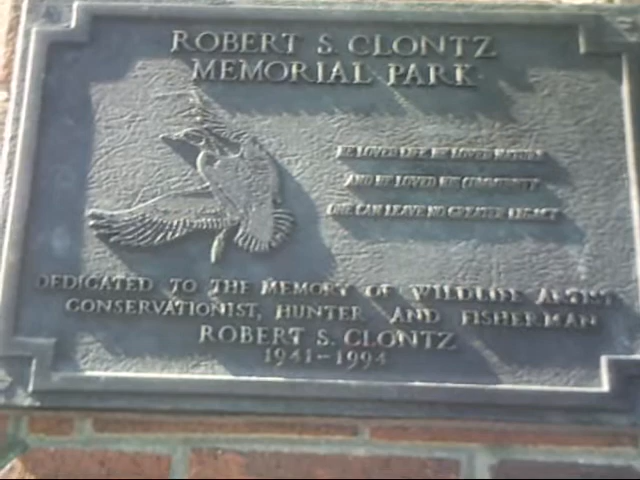 ROBERT S. CLONTZ
MEMORIAL PARK
HE LOVED LIFE, HE LOVED NATURE
AND HE LOVED HIS COMMUNITY
ONE CAN LEAVE NO GREATER LEGACY
DEDICATED TO THE MEMORY OF WILDLIFE ARTIST
CONSERVATIONIST, HUNTER AND FISHERMAN
ROBERT S. CLONTZ
1941-1994